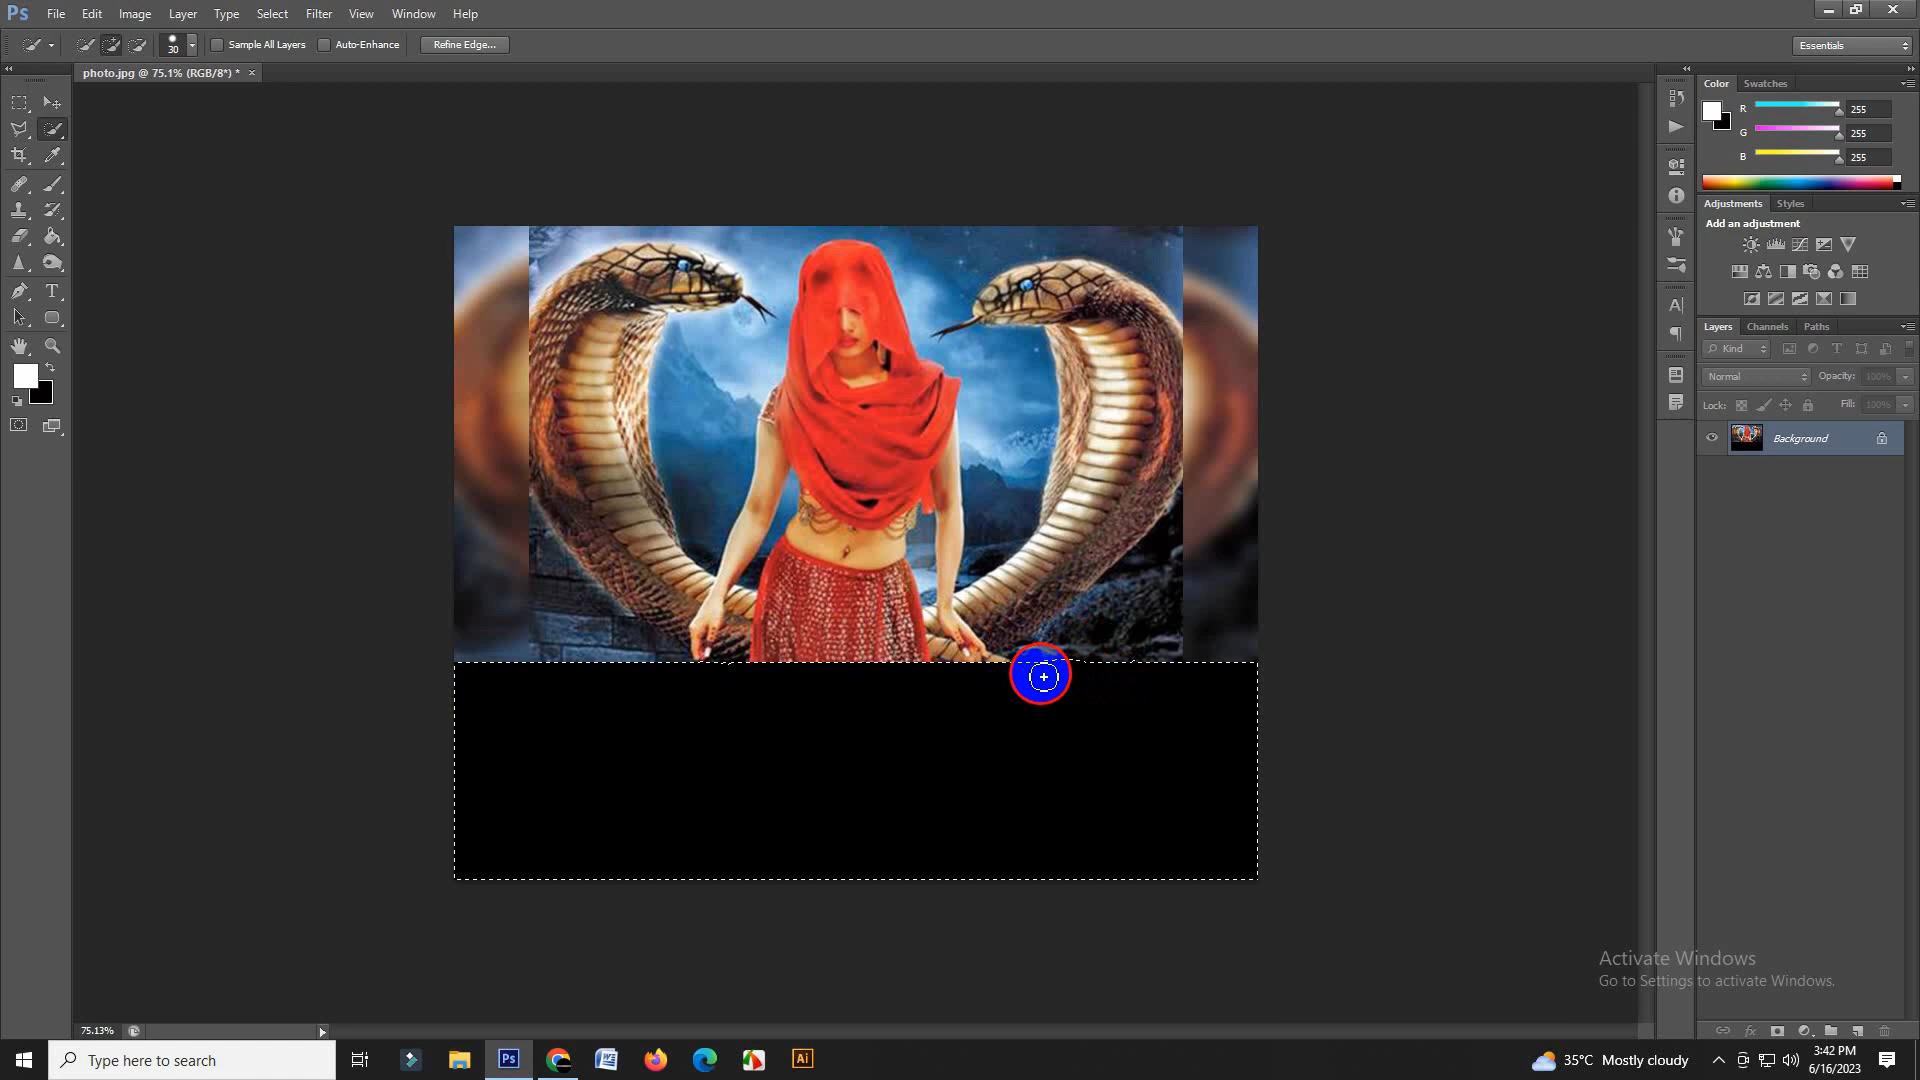 Ps File Edit Image Layer Type Select Filter View Window Help
30 Sample All Layers Auto-Enhance Refine Edge... Essentials
photo.jpg @ 75.1% (RGB/8*) * ×
Color Swatches
R 255
G 255
B 255
Adjustments Styles
Add an adjustment
Layers Channels Paths
Kind
Normal Opacity: 100%
Lock: Fill: 100%
Background
Activate Windows
Go to Settings to activate Windows.
75.13%
fx
Type here to search
Ps
Ai
35°C Mostly cloudy
3:42 PM
6/16/2023